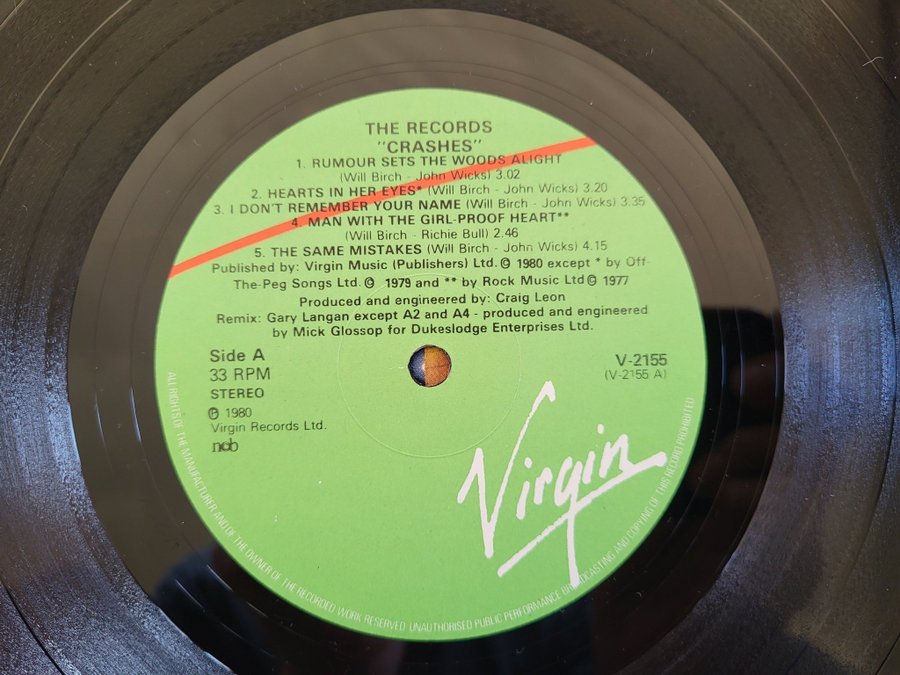 THE RECORDS
"CRASHES"
1. RUMOUR SETS THE WOODS ALIGHT
(Will Birch - John Wicks) 3.02
2. HEARTS IN HER EYES* (Will Birch - John Wicks) 3.20
3. I DON'T REMEMBER YOUR NAME (Will Birch - John Wicks) 3.35
4. MAN WITH THE GIRL-PROOF HEART**
(Will Birch - Richie Bull) 2.46
5. THE SAME MISTAKES (Will Birch - John Wicks) 4.15
Published by: Virgin Music (Publishers) Ltd. © 1980 except * by Off-
The-Peg Songs Ltd. © 1979 and ** by Rock Music Ltd © 1977
Produced and engineered by: Craig Leon
Remix: Gary Langan except A2 and A4 - produced and engineered
by Mick Glossop for Dukeslodge Enterprises Ltd.
Side A
33 RPM
STEREO
℗ 1980
Virgin Records Ltd.
ncb
V-2155
(V-2155 A)
Virgin
ALL RIGHTS OF THE MANUFACTURER AND OF THE OWNER OF THE RECORDED WORK RESERVED UNAUTHORISED PUBLIC PERFORMANCE BROADCASTING AND COPYING OF THIS RECORD PROHIBITED